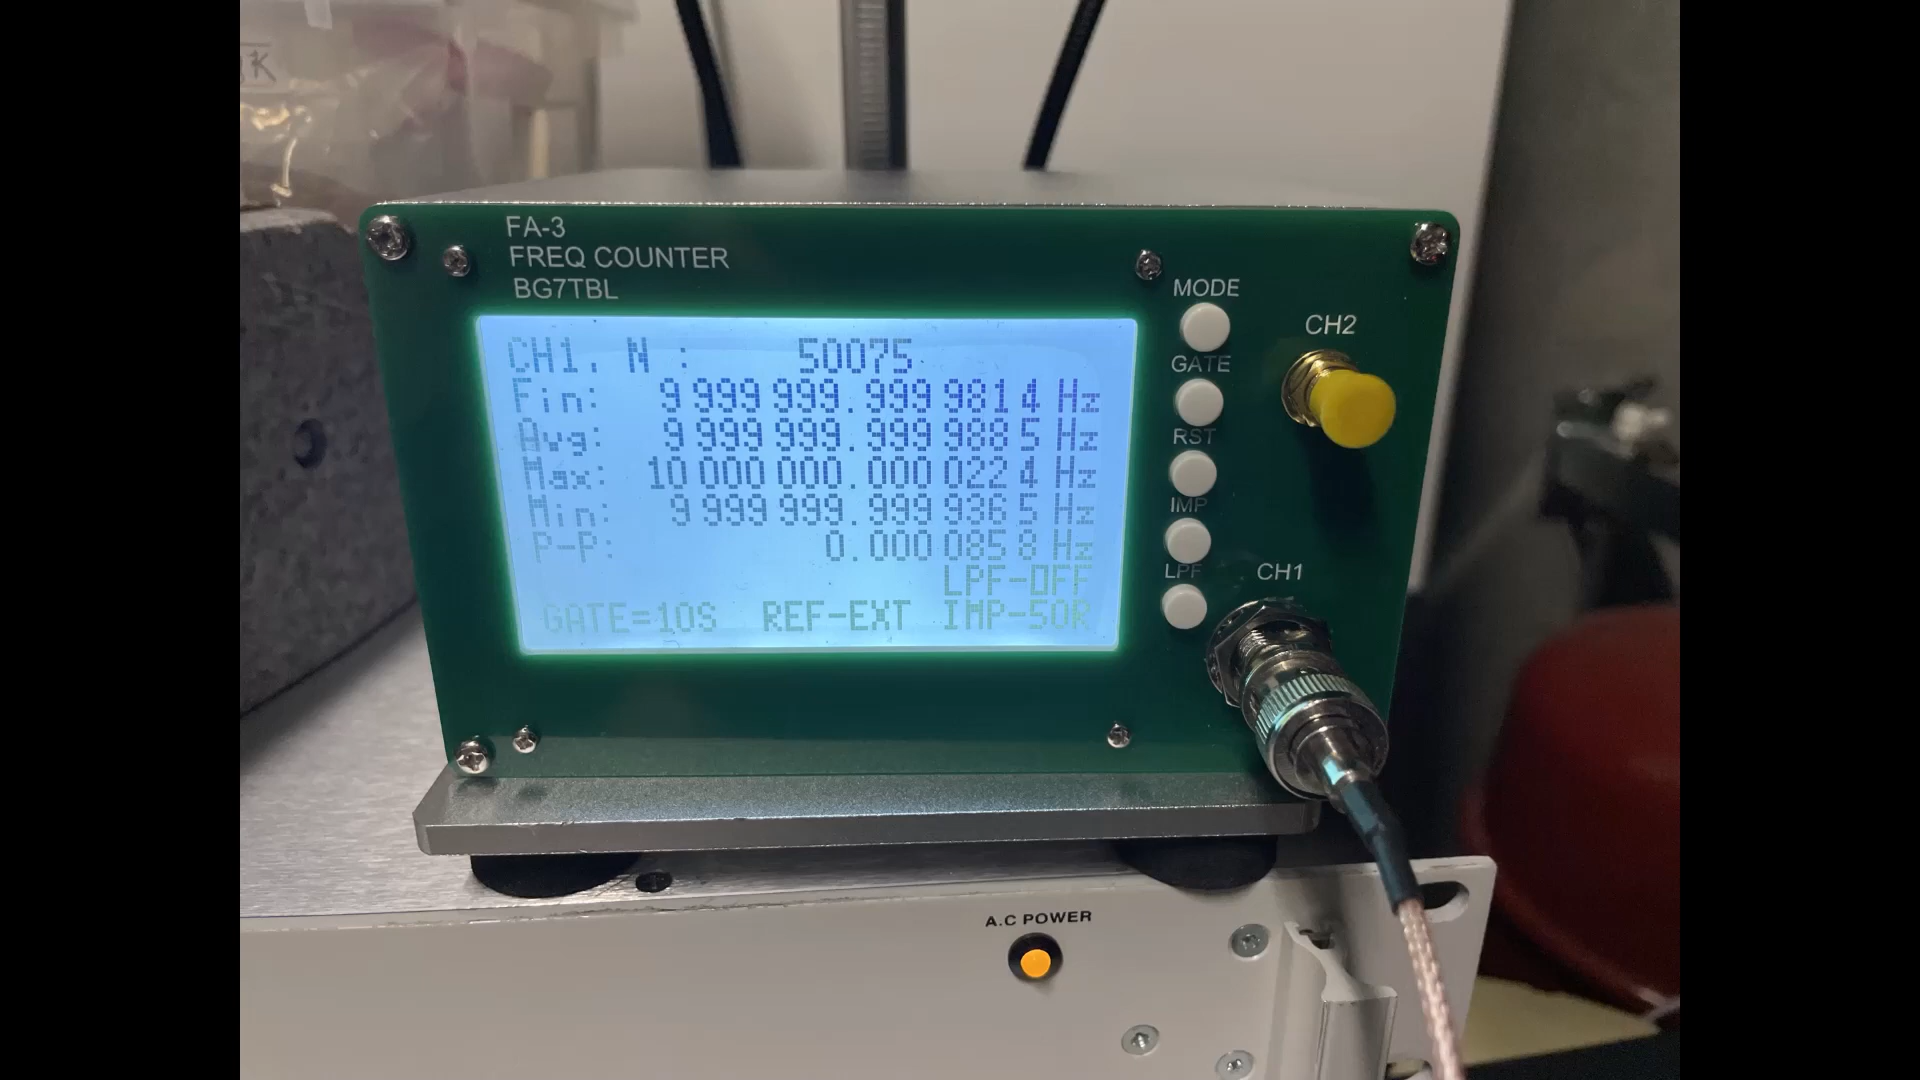 FA-3
FREQ COUNTER
BG7TBL
CH1. N : 50075
Fin: 9 999 999.999 981 4 Hz
Avg: 9 999 999.999 988 5 Hz
Max: 10 000 000.000 022 4 Hz
Min: 9 999 999.999 936 5 Hz
P-P: 0.000 085 8 Hz
LPF-OFF
GATE=10S REF-EXT IMP-50R
MODE
GATE
RST
IMP
LPF
CH2
CH1
A.C POWER